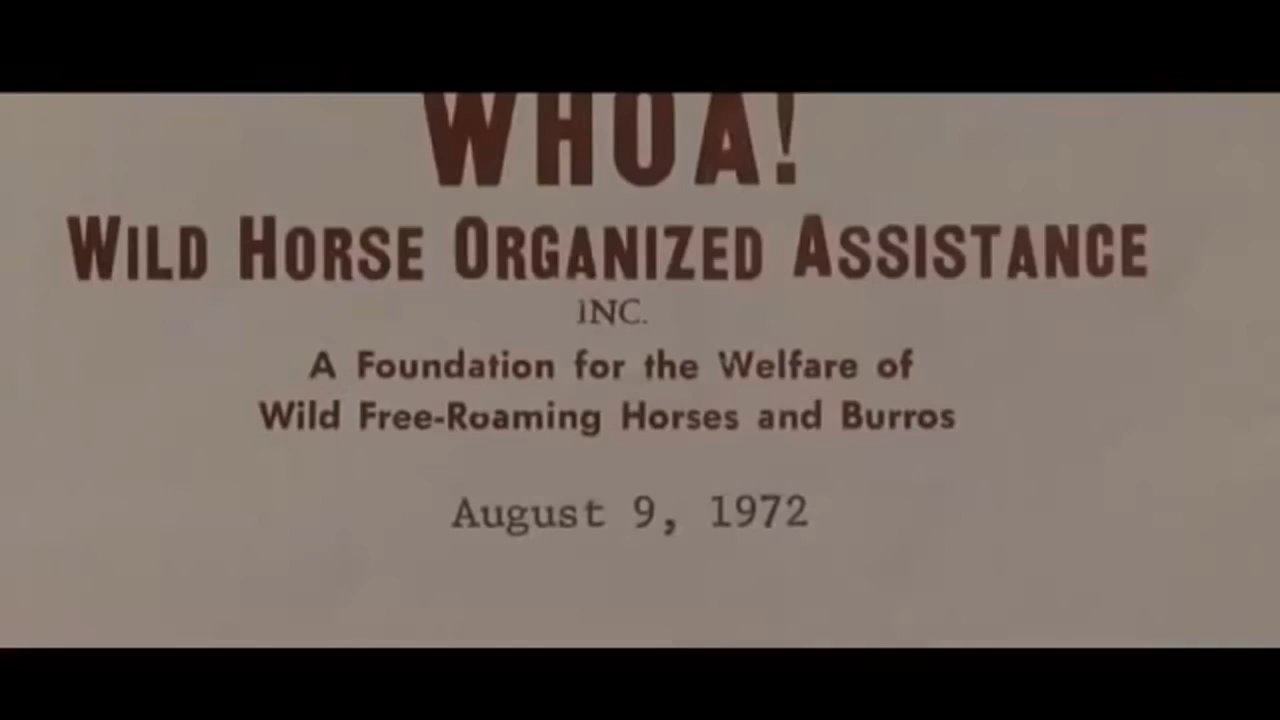 WHOA!
WILD HORSE ORGANIZED ASSISTANCE
INC.
A Foundation for the Welfare of
Wild Free-Roaming Horses and Burros
August 9, 1972